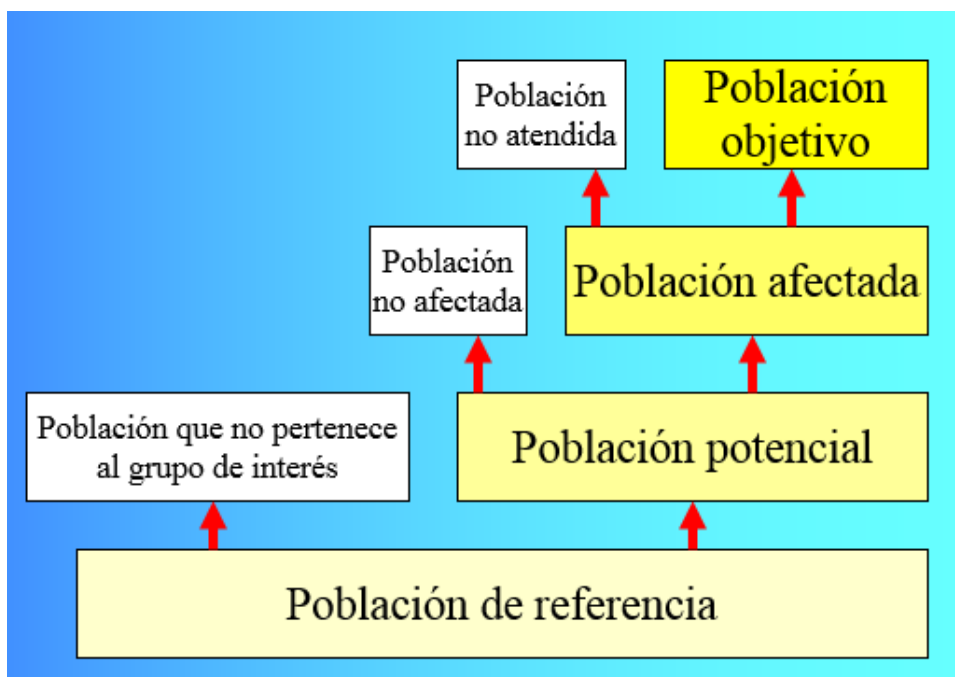 Población
no atendida
Población
objetivo
Población
no afectada
Población afectada
Población que no pertenece
al grupo de interés
Población potencial
Población de referencia